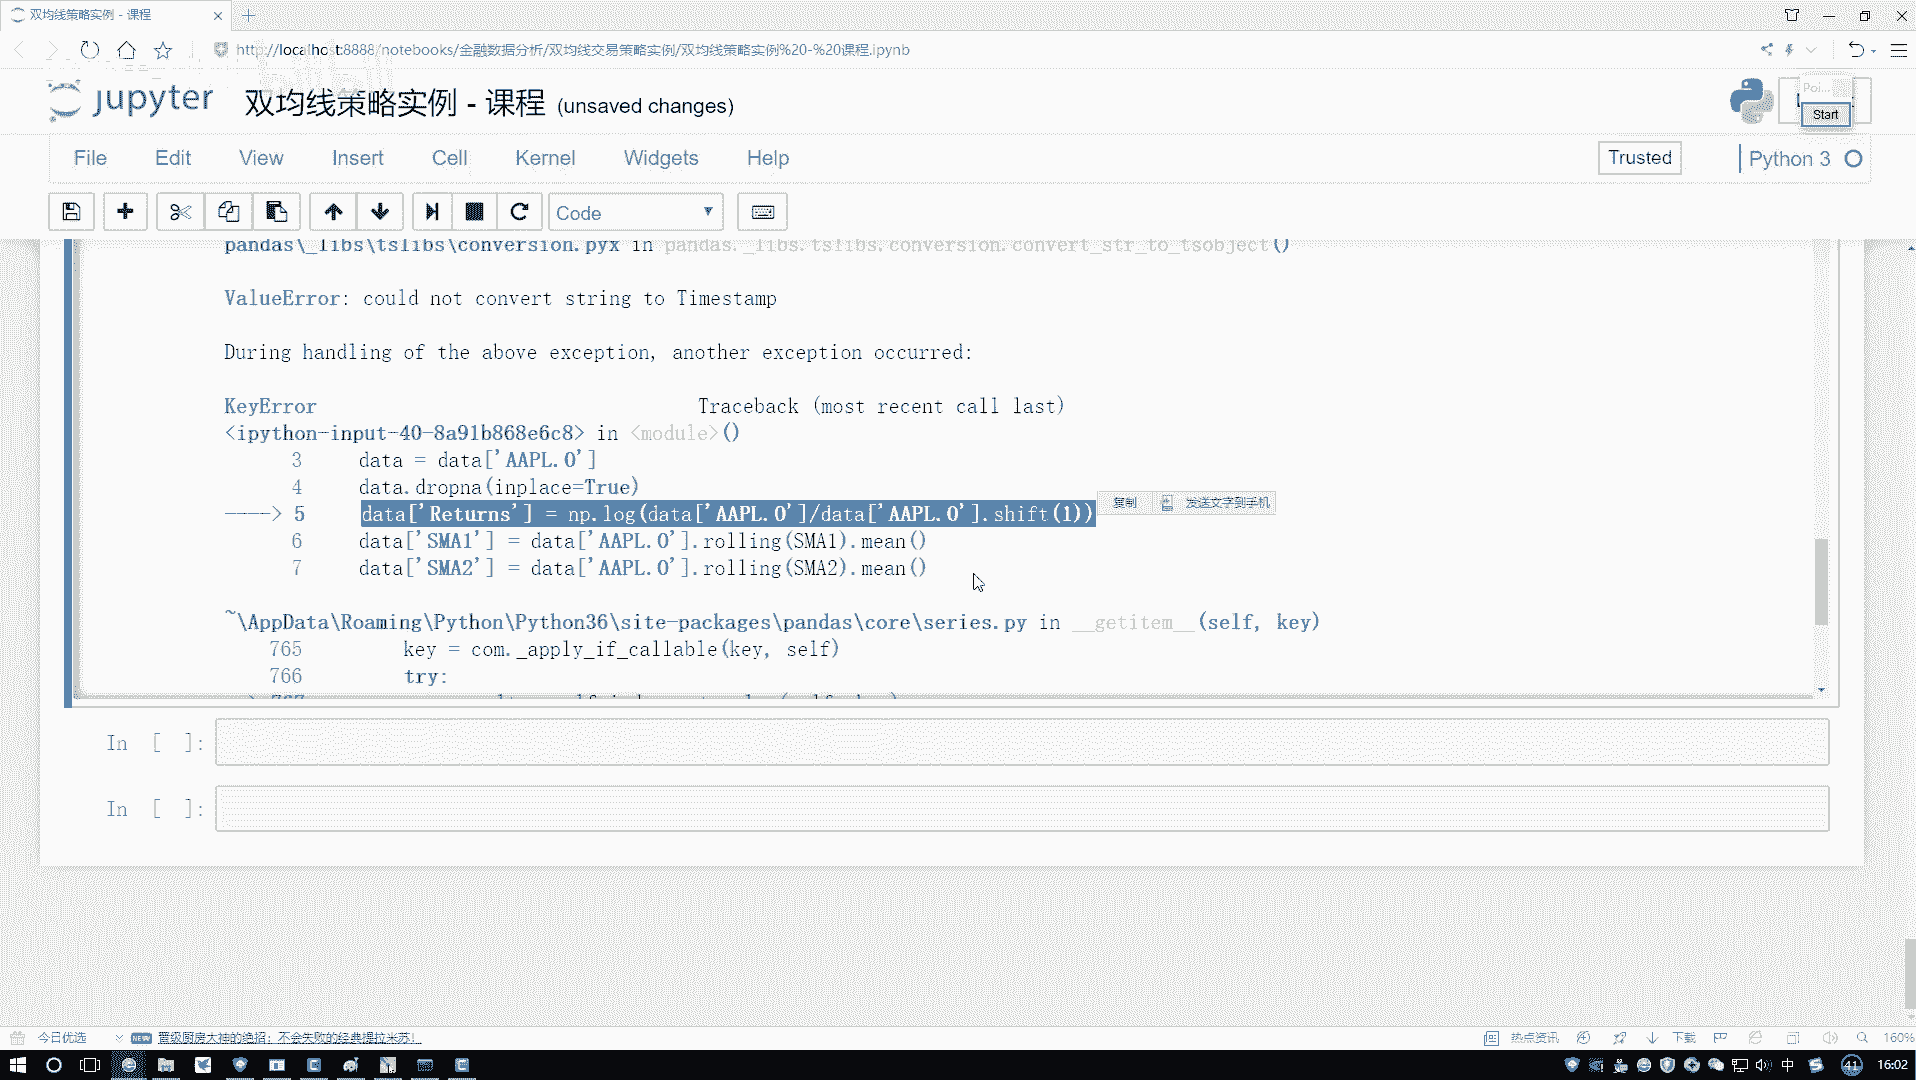 双均线策略实例 - 课程
http://localhost:8888/notebooks/金融数据分析/双均线交易策略实例/双均线策略实例%20-%20课程.ipynb
jupyter 双均线策略实例 - 课程 (unsaved changes)
Start
File Edit View Insert Cell Kernel Widgets Help
Trusted
Python 3
Code
pandas\_libs\tslibs\conversion.pyx in pandas._libs.tslibs.conversion.convert_str_to_tsobject()
ValueError: could not convert string to Timestamp
During handling of the above exception, another exception occurred:
KeyError Traceback (most recent call last)
<ipython-input-40-8a91b868e6c8> in <module>()
3 data = data['AAPL.O']
4 data.dropna(inplace=True)
----> 5 data['Returns'] = np.log(data['AAPL.O']/data['AAPL.O'].shift(1))
复制 发送文字到手机
6 data['SMA1'] = data['AAPL.O'].rolling(SMA1).mean()
7 data['SMA2'] = data['AAPL.O'].rolling(SMA2).mean()
~\AppData\Roaming\Python\Python36\site-packages\pandas\core\series.py in __getitem__(self, key)
765 key = com._apply_if_callable(key, self)
766 try:
In [ ]:
In [ ]:
今日优选 NEW 晋级厨房大神的绝招：不会失败的经典提拉米苏！
热点资讯 下载 160%
中 41 16:02